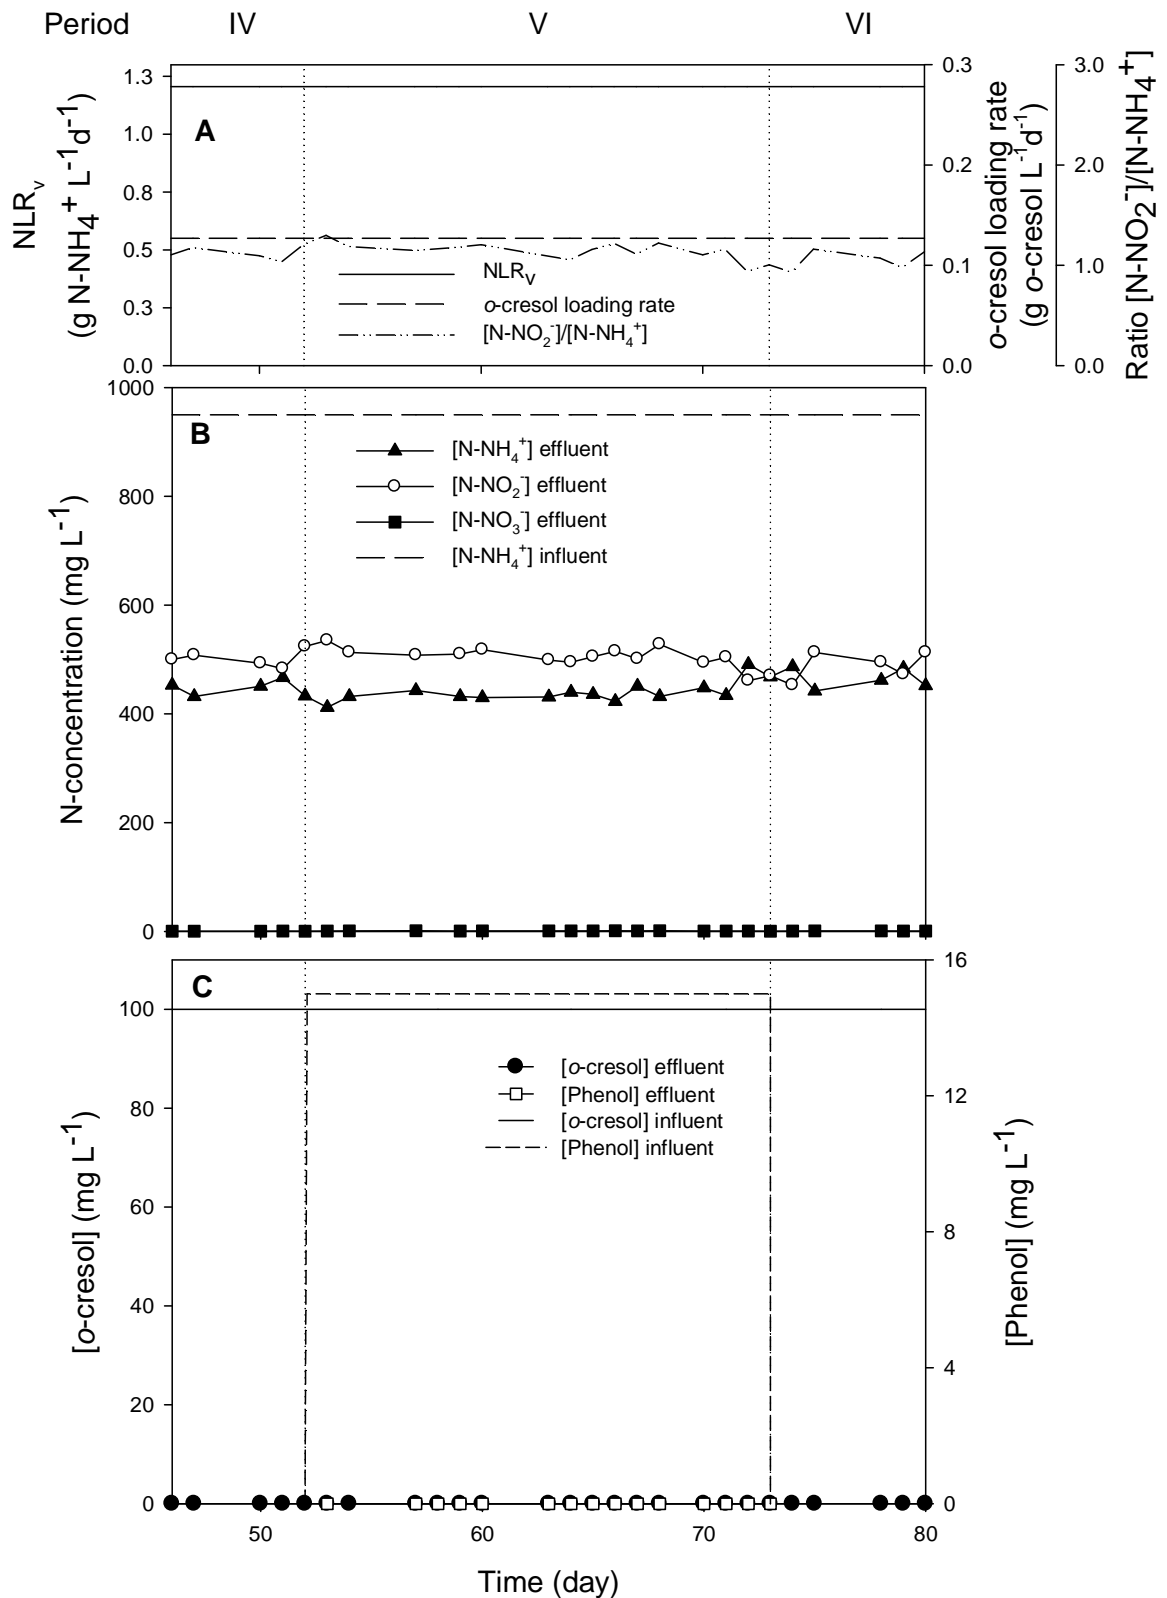 Period IV V VI
A
NLRv
(g N-NH4+ L-1d-1)
1.3
1.0
0.8
0.5
0.3
0.0
NLRv
o-cresol loading rate
[N-NO2-]/[N-NH4+]
0.3
0.2
0.1
0.0
o-cresol loading rate
(g o-cresol L-1d-1)
3.0
2.0
1.0
0.0
Ratio [N-NO2-]/[N-NH4+]
B
N-concentration (mg L-1)
1000
800
600
400
200
0
[N-NH4+] effluent
[N-NO2-] effluent
[N-NO3-] effluent
[N-NH4+] influent
C
[o-cresol] (mg L-1)
100
80
60
40
20
0
[o-cresol] effluent
[Phenol] effluent
[o-cresol] influent
[Phenol] influent
16
12
8
4
0
[Phenol] (mg L-1)
50 60 70 80
Time (day)